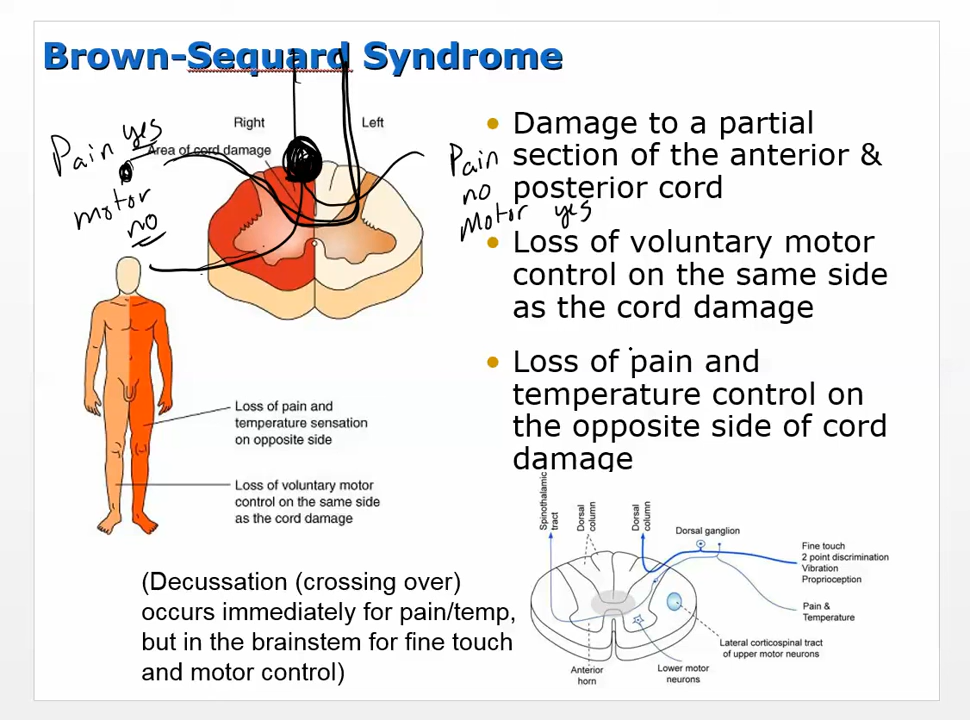 Brown-Sequard Syndrome
Right
Left
Area of cord damage
Pain yes
motor
no
Pain
no
Motor yes
• Damage to a partial
section of the anterior &
posterior cord
• Loss of voluntary motor
control on the same side
as the cord damage
• Loss of pain and
temperature control on
the opposite side of cord
damage
Loss of pain and
temperature sensation
on opposite side
Loss of voluntary motor
control on the same side
as the cord damage
(Decussation (crossing over)
occurs immediately for pain/temp,
but in the brainstem for fine touch
and motor control)
Spinothalamic
tract
Dorsal
column
Dorsal
column
Dorsal ganglion
Fine touch
2 point discrimination
Vibration
Proprioception
Pain &
Temperature
Lateral corticospinal tract
of upper motor neurons
Lower motor
neurons
Anterior
horn